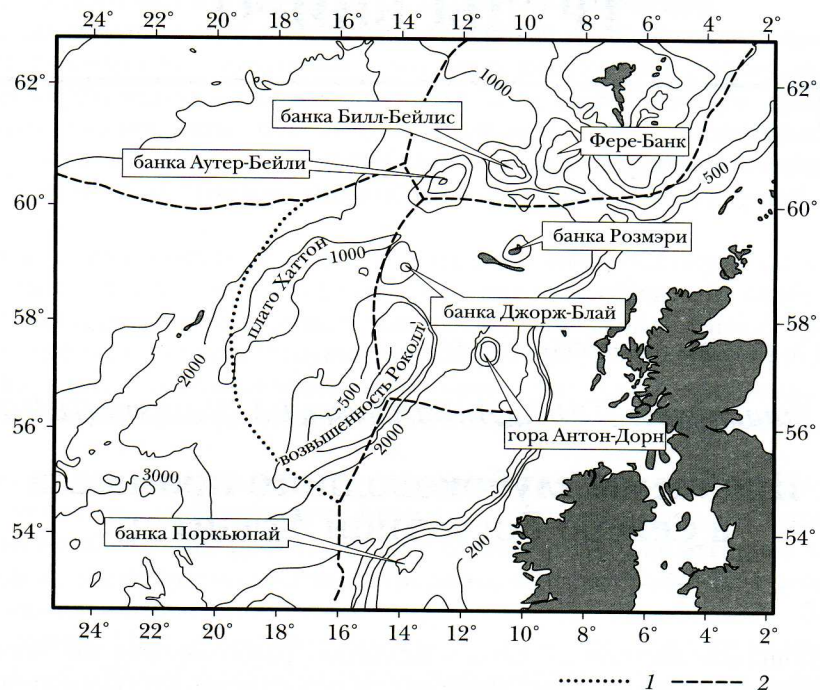 24° 22° 20° 18° 16° 14° 12° 10° 8° 6° 4° 2°
62° 62°
1000
банка Билл-Бейлис
Фере-Банк
банка Аутер-Бейли
500
60° 60°
банка Розмэри
плато Хаттон
1000
банка Джорж-Блай
58° 58°
2000
500
возвышенность Роколл
56° 56°
2000
гора Антон-Дорн
3000
54° 54°
банка Поркьюпай
200
24° 22° 20° 18° 16° 14° 12° 10° 8° 6° 4° 2°
1 2